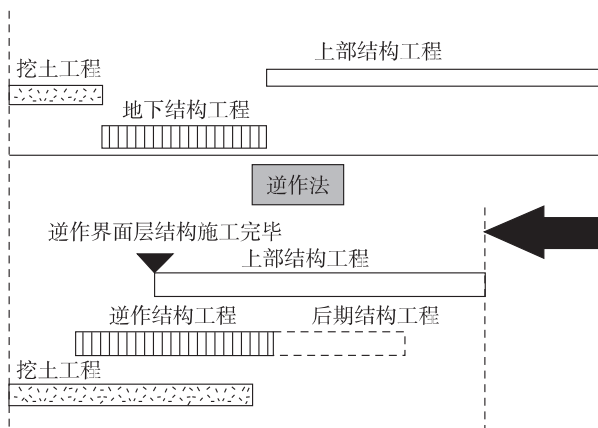 上部结构工程
挖土工程
地下结构工程
逆作法
逆作界面层结构施工完毕
上部结构工程
逆作结构工程
后期结构工程
挖土工程